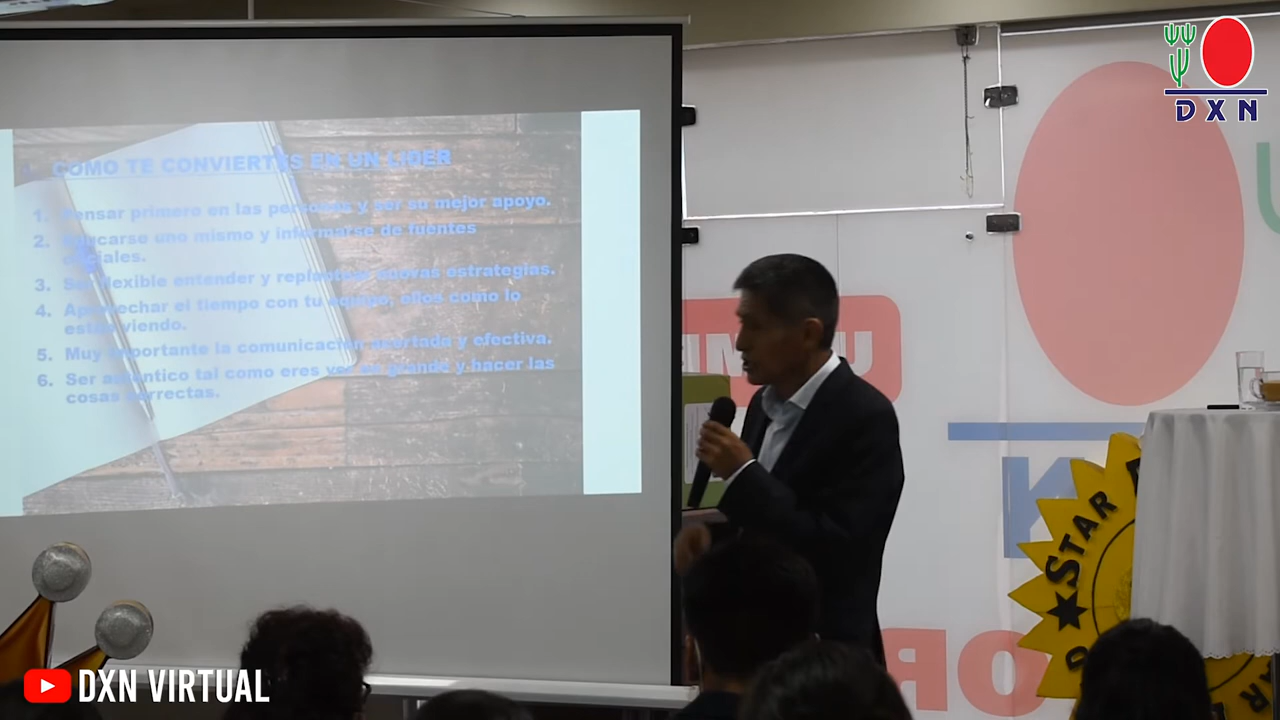 COMO TE CONVIERTES EN UN LIDER
1. Pensar primero en las personas y ser su mejor apoyo.
2. Educarse uno mismo y informarse de fuentes
oficiales.
3. Ser flexible entender y replantear nuevas estrategias.
4. Aprovechar el tiempo con tu equipo, ellos como lo
están viendo.
5. Muy importante la comunicación acertada y efectiva.
6. Ser auténtico tal como eres ver en grande y hacer las
cosas correctas.
DXN
STAR
DXN VIRTUAL